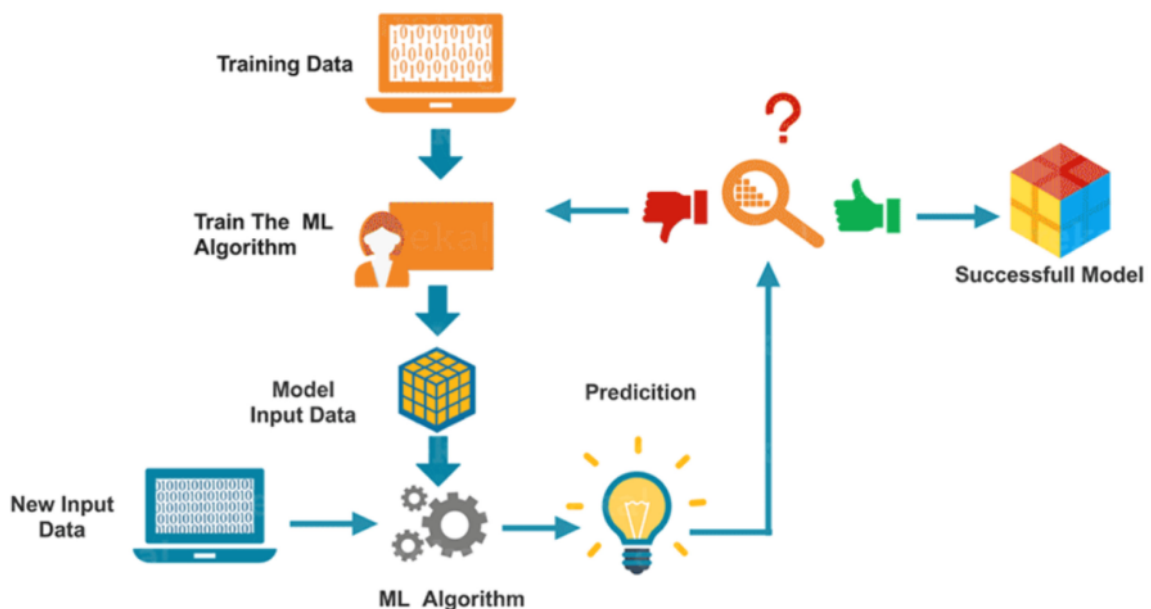 Training Data
?
Train The ML
Algorithm
Successfull Model
Model
Input Data
Predicition
New Input
Data
ML Algorithm